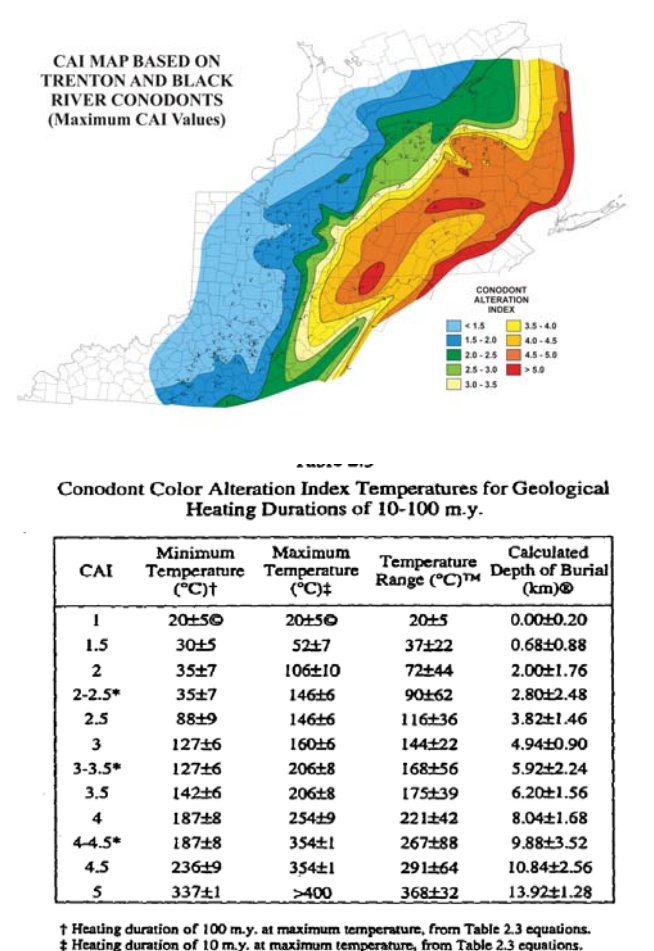 CAI MAP BASED ON
TRENTON AND BLACK
RIVER CONODONTS
(Maximum CAI Values)
CONODONT
ALTERATION
INDEX
< 1.5 3.5 - 4.0
1.5 - 2.0 4.0 - 4.5
2.0 - 2.5 4.5 - 5.0
2.5 - 3.0 > 5.0
3.0 - 3.5
Conodont Color Alteration Index Temperatures for Geological
Heating Durations of 10-100 m.y.
CAI Minimum Temperature (°C)† Maximum Temperature (°C)‡ Temperature Range (°C)™ Calculated Depth of Burial (km)®
1 20±5© 20±5© 20±5 0.00±0.20
1.5 30±5 52±7 37±22 0.68±0.88
2 35±7 106±10 72±44 2.00±1.76
2-2.5* 35±7 146±6 90±62 2.80±2.48
2.5 88±9 146±6 116±36 3.82±1.46
3 127±6 160±6 144±22 4.94±0.90
3-3.5* 127±6 206±8 168±56 5.92±2.24
3.5 142±6 206±8 175±39 6.20±1.56
4 187±8 254±9 221±42 8.04±1.68
4-4.5* 187±8 354±1 267±88 9.88±3.52
4.5 236±9 354±1 291±64 10.84±2.56
5 337±1 >400 368±32 13.92±1.28
† Heating duration of 100 m.y. at maximum temperature, from Table 2.3 equations.
‡ Heating duration of 10 m.y. at maximum temperature, from Table 2.3 equations.